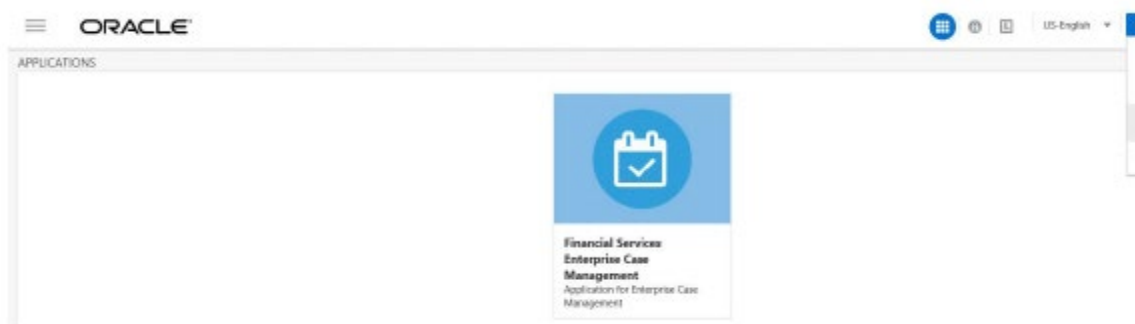 ORACLE
US-English
APPLICATIONS
Financial Services
Enterprise Case
Management
Application for Enterprise Case
Management